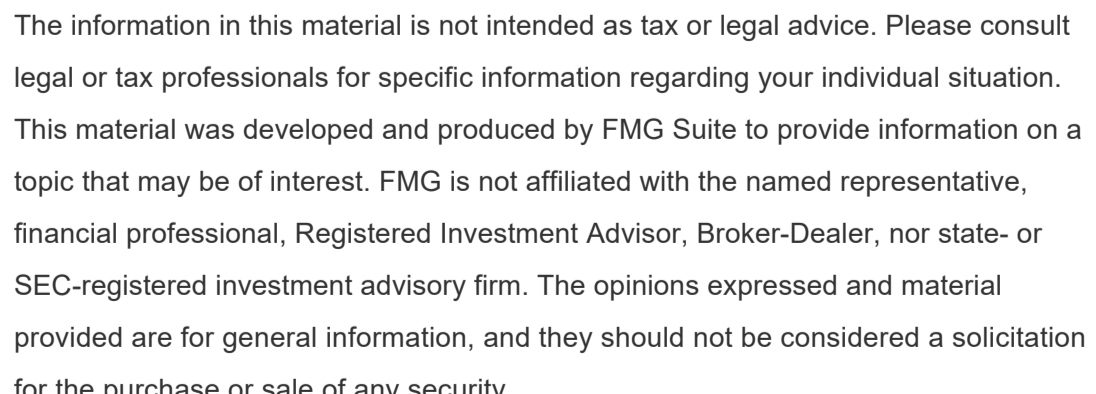 The information in this material is not intended as tax or legal advice. Please consult
legal or tax professionals for specific information regarding your individual situation.
This material was developed and produced by FMG Suite to provide information on a
topic that may be of interest. FMG is not affiliated with the named representative,
financial professional, Registered Investment Advisor, Broker-Dealer, nor state- or
SEC-registered investment advisory firm. The opinions expressed and material
provided are for general information, and they should not be considered a solicitation
for the purchase or sale of any security.